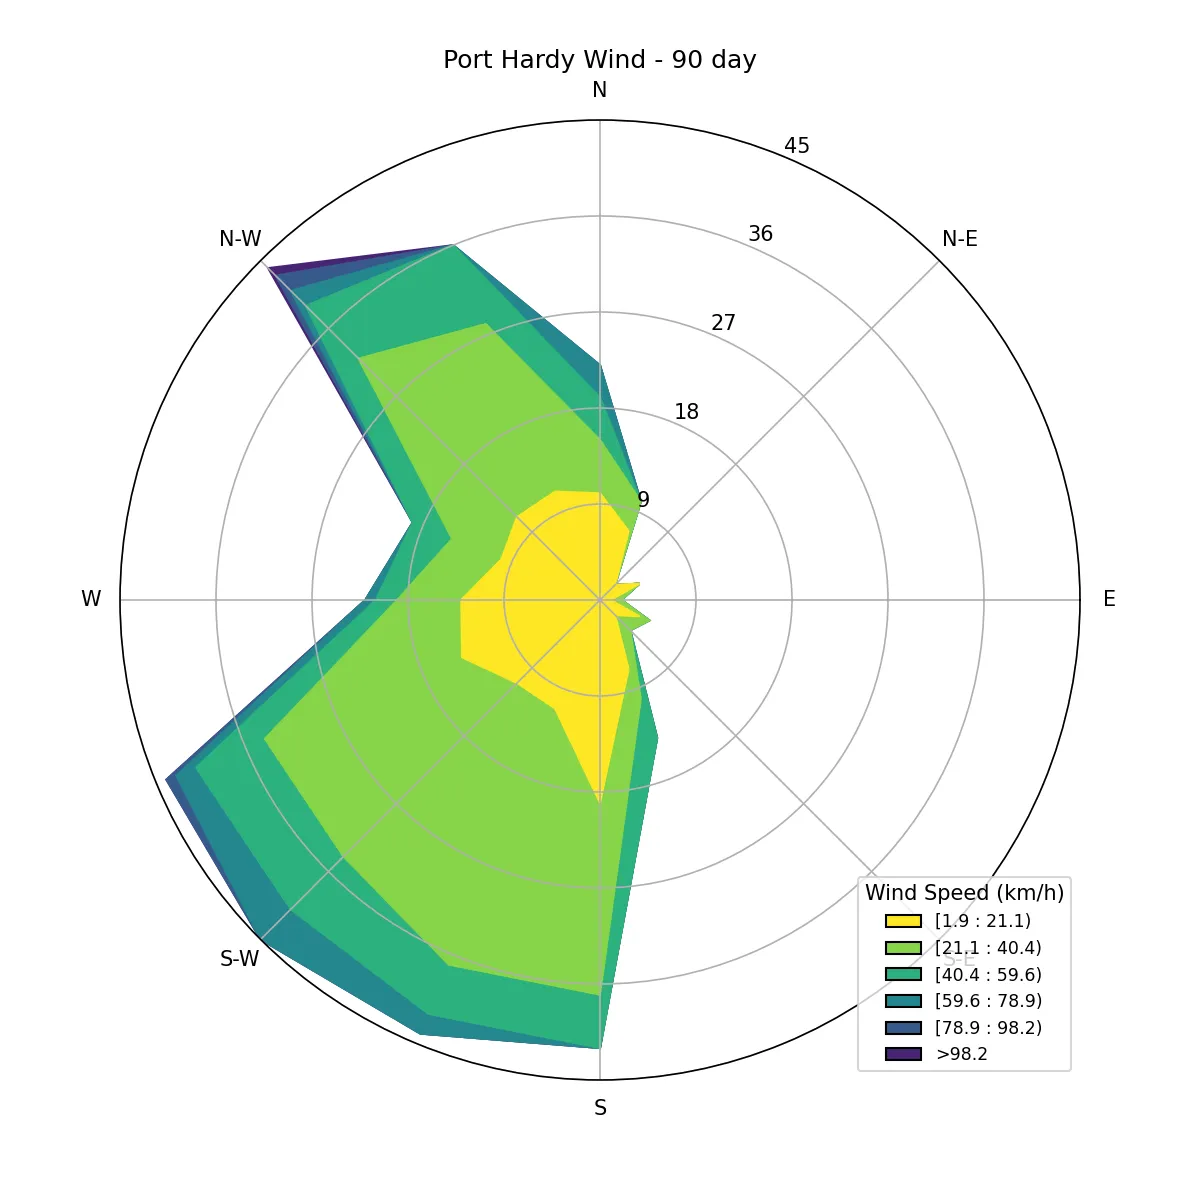 Port Hardy Wind - 90 day
N
45
N-W
36
N-E
27
18
9
W
E
S-W
S-E
S
Wind Speed (km/h)
[1.9 : 21.1)
[21.1 : 40.4)
[40.4 : 59.6)
[59.6 : 78.9)
[78.9 : 98.2)
>98.2